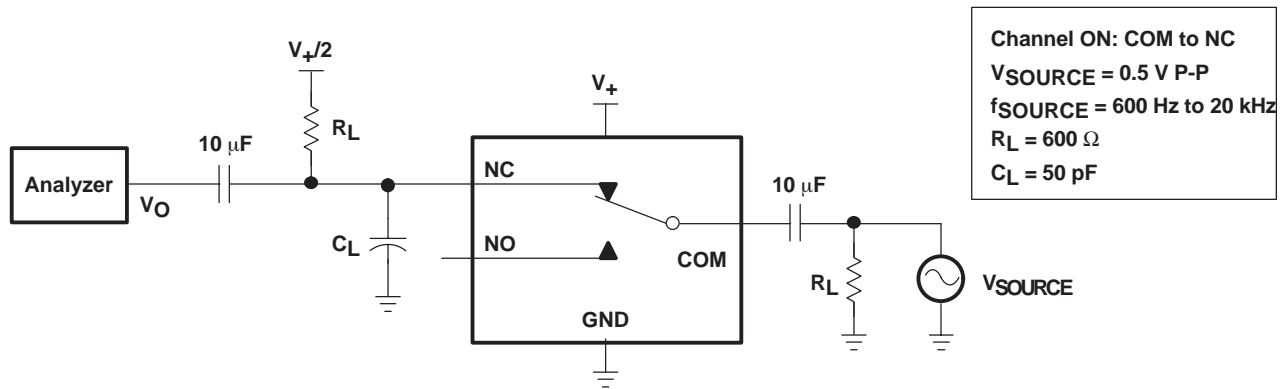 V+/2
RL
10 μF
Analyzer
VO
CL
V+
NC
NO
COM
GND
10 μF
RL
VSOURCE
Channel ON: COM to NC
VSOURCE = 0.5 V P-P
fSOURCE = 600 Hz to 20 kHz
RL = 600 Ω
CL = 50 pF